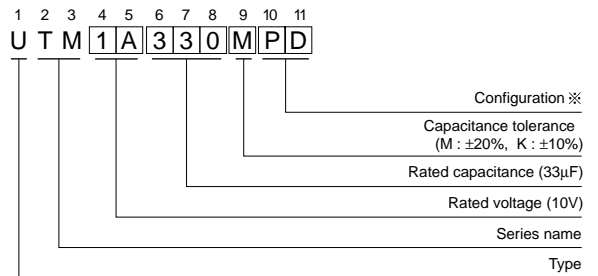 1 2 3 4 5 6 7 8 9 10 11
U T M 1 A 3 3 0 M P D
Configuration ※
Capacitance tolerance
(M : ±20%, K : ±10%)
Rated capacitance (33µF)
Rated voltage (10V)
Series name
Type